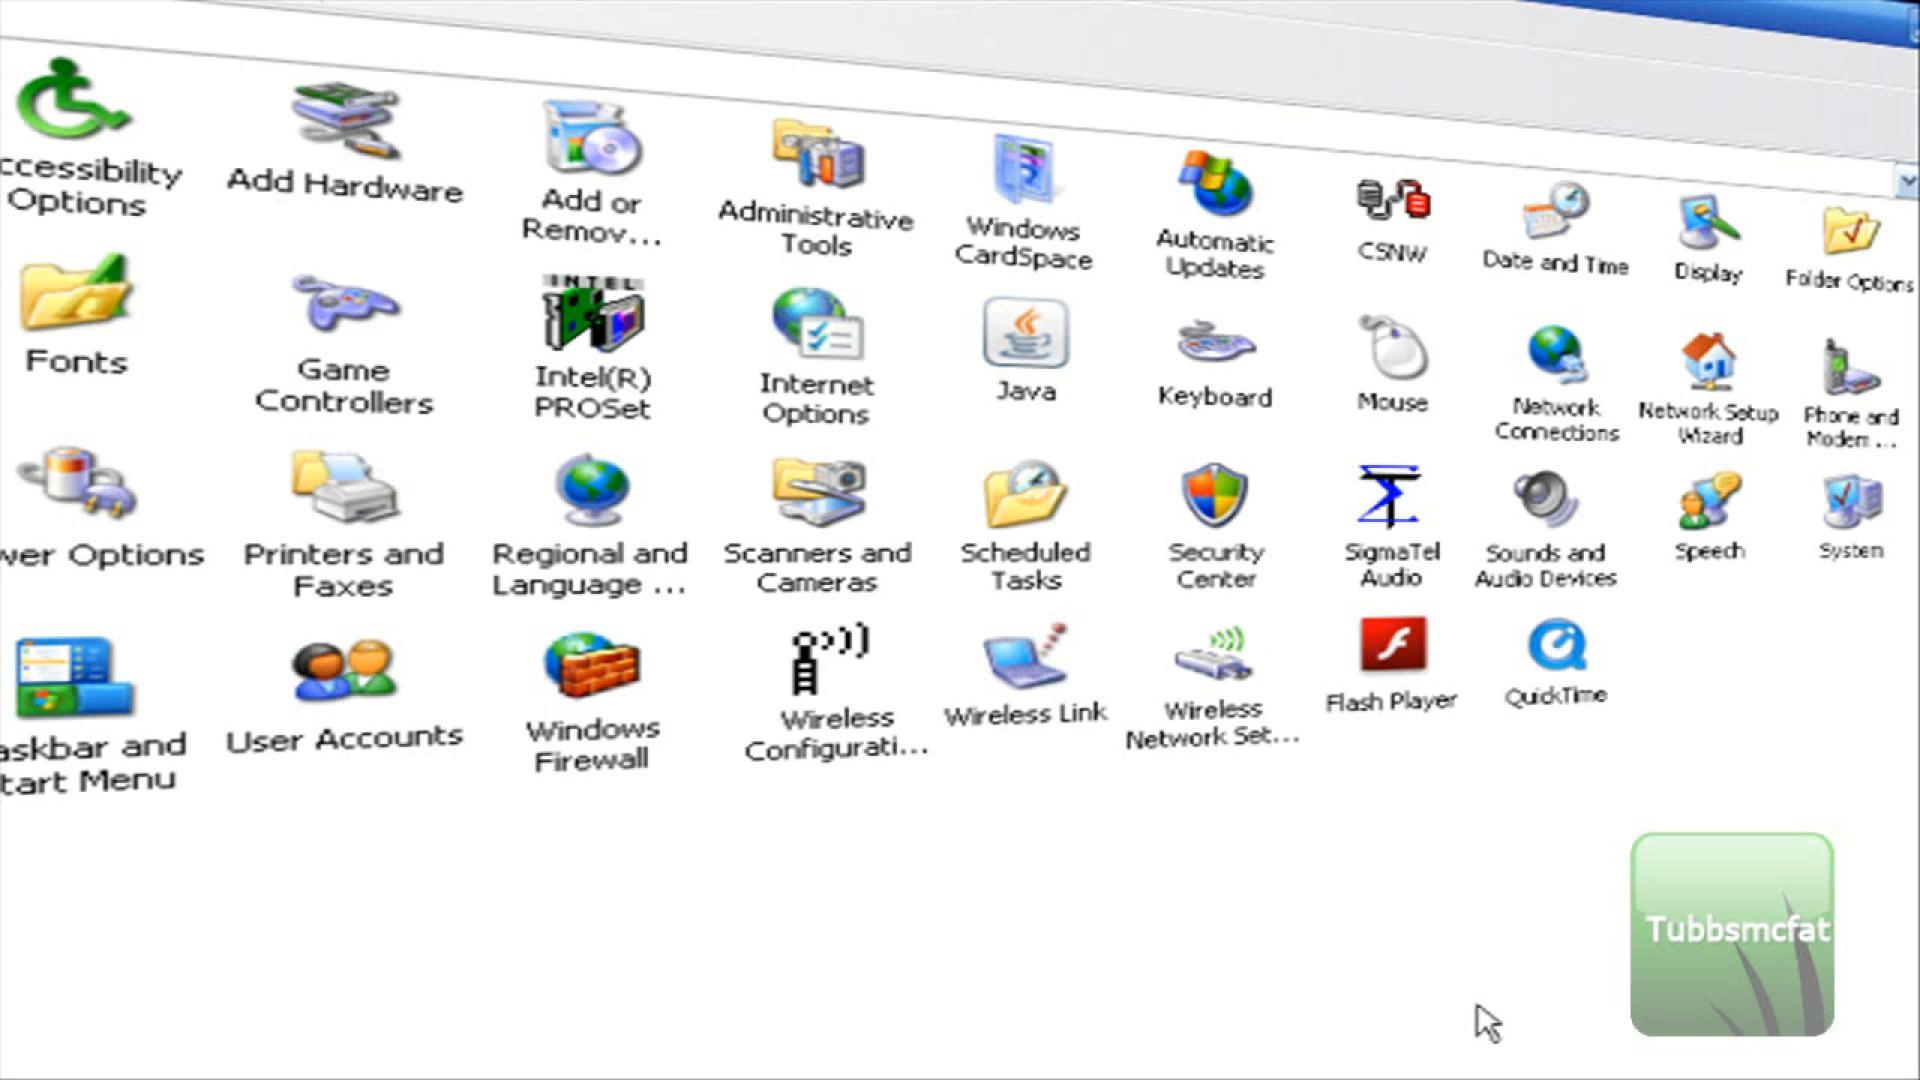 ccessibility
Options
Add Hardware
Add or
Remov...
Administrative
Tools
Windows
CardSpace
Automatic
Updates
CSNW
Date and Time
Display
Folder Options
Fonts
Game
Controllers
INTEL
Intel(R)
PROSet
Internet
Options
Java
Keyboard
Mouse
Network
Connections
Network Setup
Wizard
Phone and
Modem ...
wer Options
Printers and
Faxes
Regional and
Language ...
Scanners and
Cameras
Scheduled
Tasks
Security
Center
SigmaTel
Audio
Sounds and
Audio Devices
Speech
System
askbar and
tart Menu
User Accounts
Windows
Firewall
Wireless
Configurati...
Wireless Link
Wireless
Network Set...
Flash Player
QuickTime
Tubbsmcfat